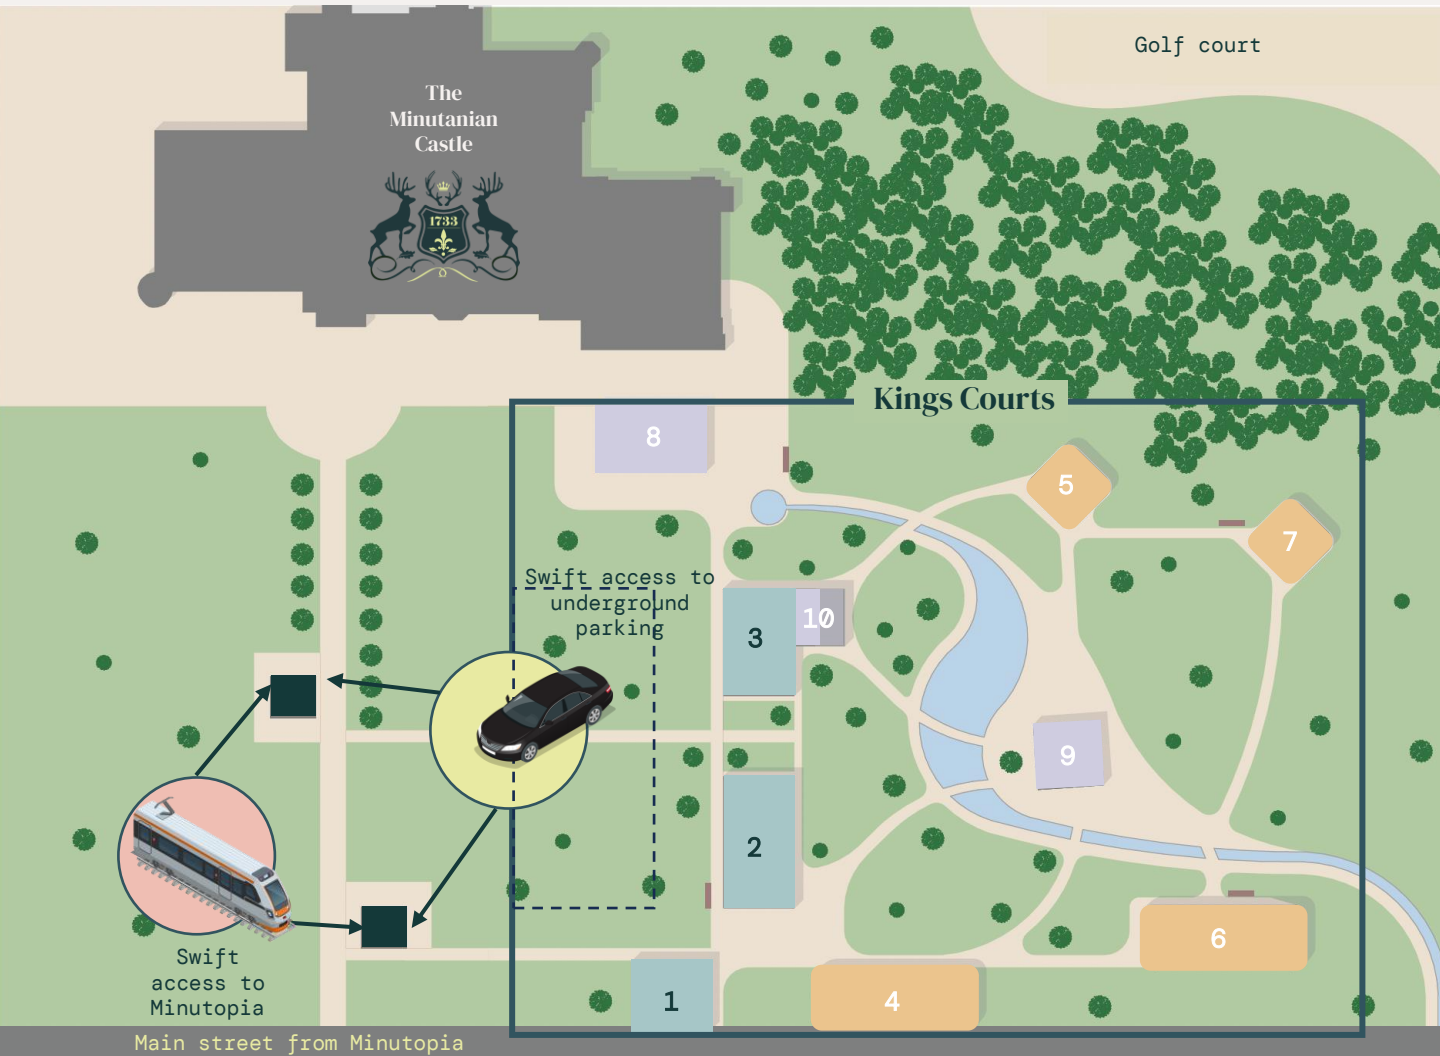 Golf court
The
Minutanian
Castle
1733
Kings Courts
8
5
7
Swift access to
underground
parking
3
10
9
2
6
1
4
Swift
access to
Minutopia
Main street from Minutopia